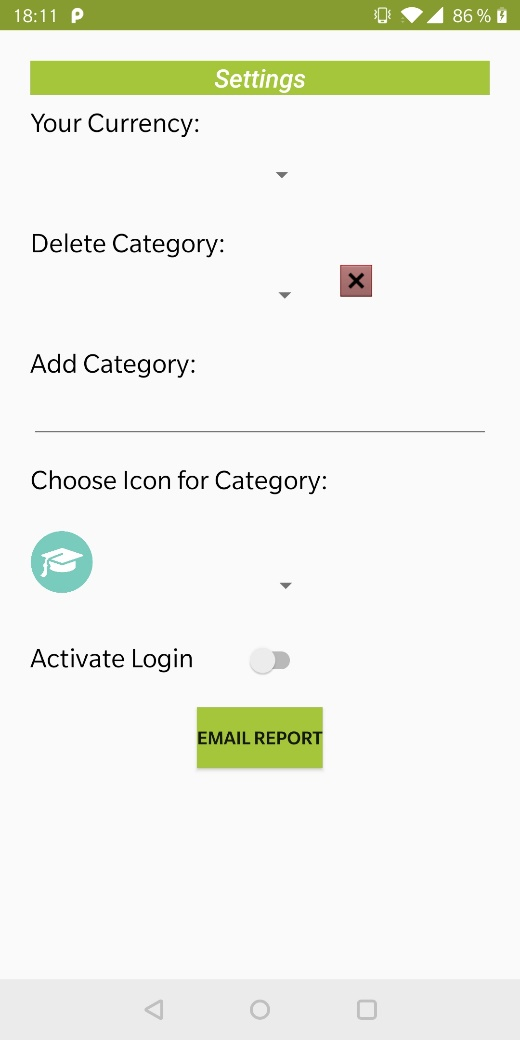 18:11 86 %
Settings
Your Currency:
Delete Category:
Add Category:
Choose Icon for Category:
Activate Login
EMAIL REPORT